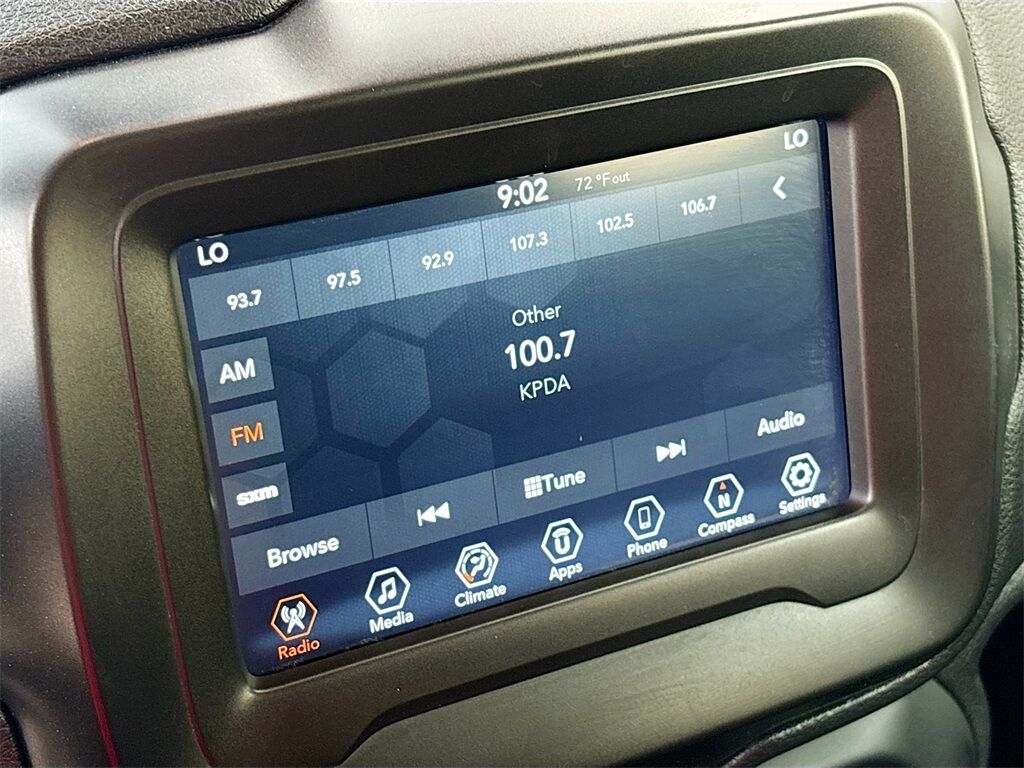 9:02 72 °F out LO
LO
93.7 97.5 92.9 107.3 102.5 106.7
Other
100.7
KPDA
AM
FM
sxm
Browse Tune Audio
Radio Media Climate Apps Phone N Compass Settings